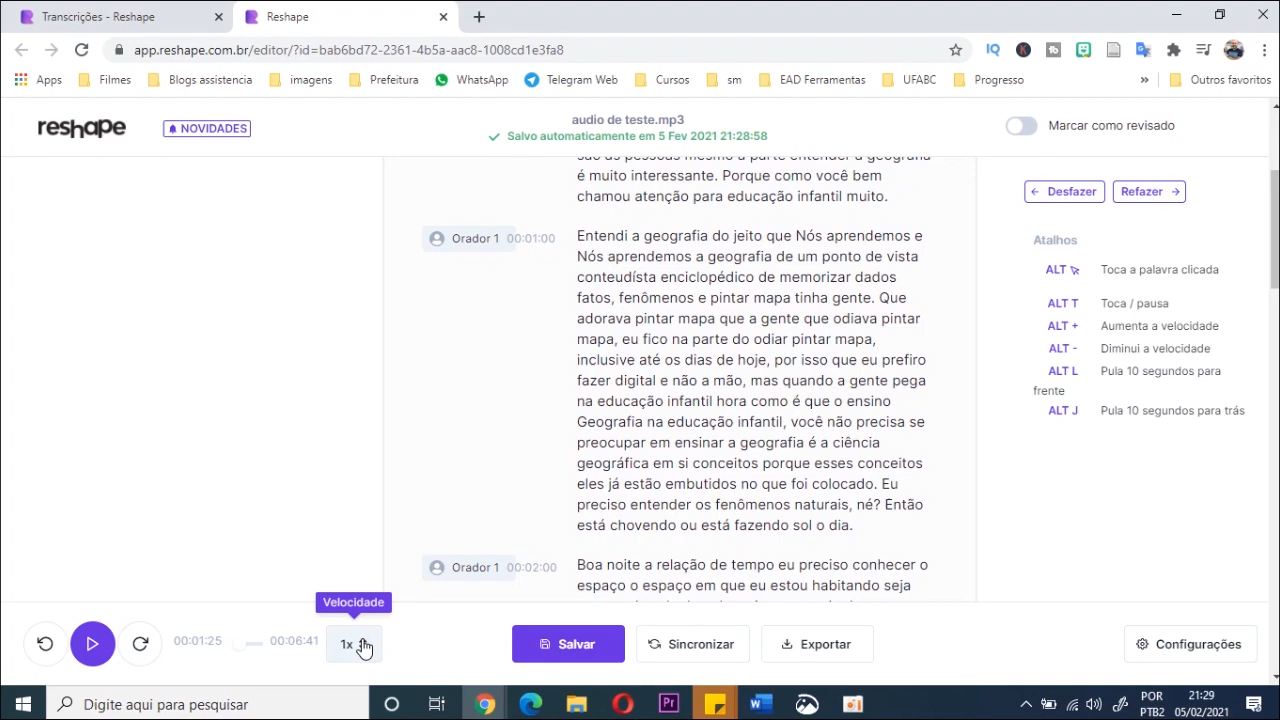 Transcrições - Reshape
Reshape
app.reshape.com.br/editor/?id=bab6bd72-2361-4b5a-aac8-1008cd1e3fa8
Apps
Filmes
Blogs assistencia
imagens
Prefeitura
WhatsApp
Telegram Web
Cursos
sm
EAD Ferramentas
UFABC
Progresso
Outros favoritos
reshape
NOVIDADES
audio de teste.mp3
Salvo automaticamente em 5 Fev 2021 21:28:58
Marcar como revisado
são as pessoas mesmo a parte entender a geografia
é muito interessante. Porque como você bem
chamou atenção para educação infantil muito.
Desfazer
Refazer
Orador 1 00:01:00
Entendi a geografia do jeito que Nós aprendemos e
Nós aprendemos a geografia de um ponto de vista
conteudísta enciclopédico de memorizar dados
fatos, fenômenos e pintar mapa tinha gente. Que
adorava pintar mapa que a gente que odiava pintar
mapa, eu fico na parte do odiar pintar mapa,
inclusive até os dias de hoje, por isso que eu prefiro
fazer digital e não a mão, mas quando a gente pega
na educação infantil hora como é que o ensino
Geografia na educação infantil, você não precisa se
preocupar em ensinar a geografia é a ciência
geográfica em si conceitos porque esses conceitos
eles já estão embutidos no que foi colocado. Eu
preciso entender os fenômenos naturais, né? Então
está chovendo ou está fazendo sol o dia.
Atalhos
ALT Toca a palavra clicada
ALT T Toca / pausa
ALT + Aumenta a velocidade
ALT - Diminui a velocidade
ALT L Pula 10 segundos para
frente
ALT J Pula 10 segundos para trás
Orador 1 00:02:00
Boa noite a relação de tempo eu preciso conhecer o
espaço o espaço em que eu estou habitando seja
Velocidade
00:01:25
00:06:41
1x
Salvar
Sincronizar
Exportar
Configurações
Digite aqui para pesquisar
POR
PTB2
21:29
05/02/2021